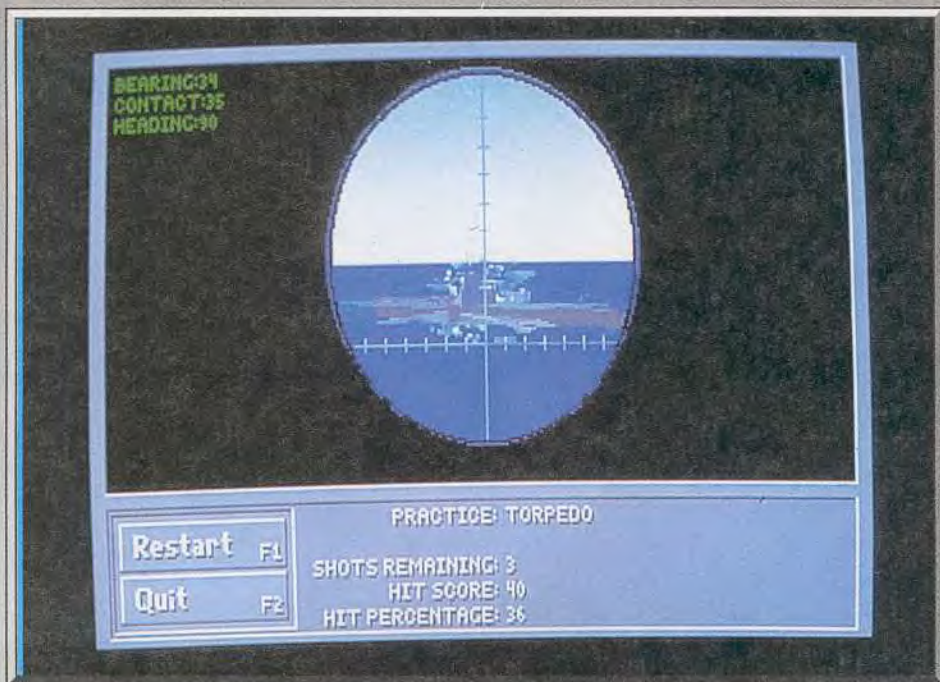 BEARING:34
CONTACT:35
HEADING:90
PRACTICE: TORPEDO
Restart F1
Quit F2
SHOTS REMAINING: 3
HIT SCORE: 40
HIT PERCENTAGE: 36